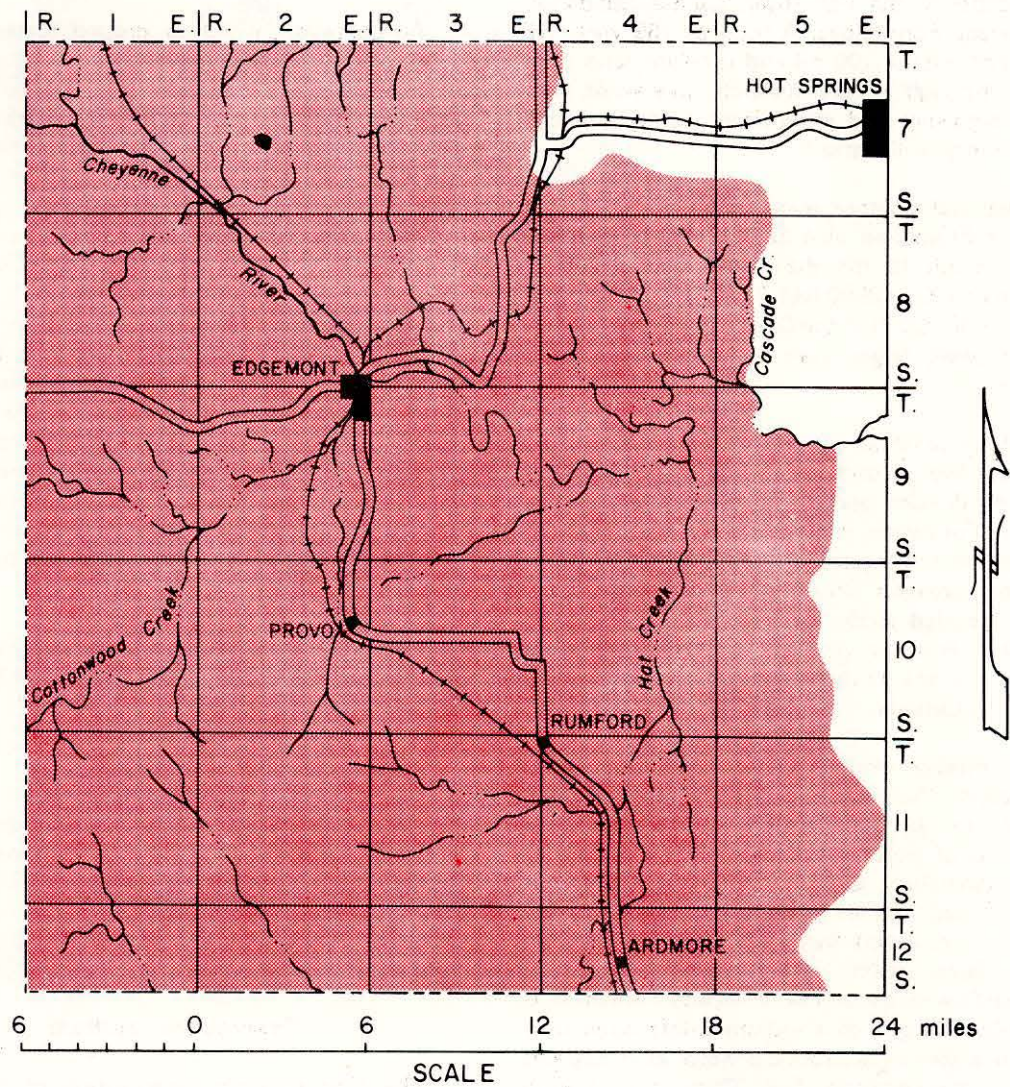 R 1 E. R 2 E. R 3 E. R 4 E. R 5 E.
T.
HOT SPRINGS
7
Cheyenne
S.
T.
River
8
Cascade Cr
EDGEMONT
S.
T.
9
S.
T.
Cottonwood Creek
PROVO
Hat Creek
10
RUMFORD
S.
T.
11
S.
T.
ARDMORE
12
S.
6 0 6 12 18 24 miles
SCALE